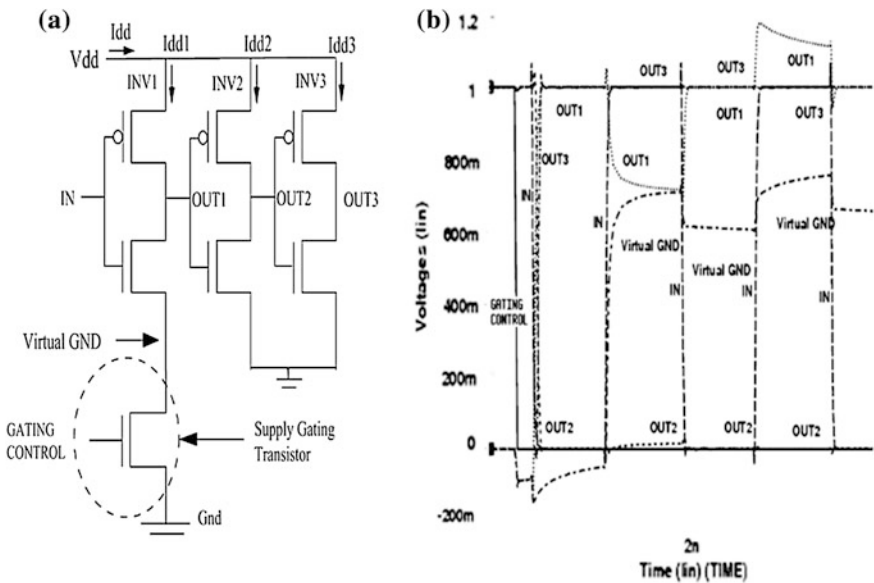 (a)
Idd
Idd1
Idd2
Idd3
Vdd
INV1
INV2
INV3
IN
OUT1
OUT2
OUT3
Virtual GND
GATING
CONTROL
Supply Gating
Transistor
Gnd
(b)
1.2
1
800m
600m
400m
200m
0
-200m
Voltages (lin)
OUT3
OUT3
OUT1
OUT1
OUT1
OUT3
OUT3
OUT1
IN
IN
Virtual GND
Virtual GND
Virtual GND
IN
IN
IN
GATING
CONTROL
OUT2
OUT2
OUT2
OUT2
2n
Time (lin) (TIME)